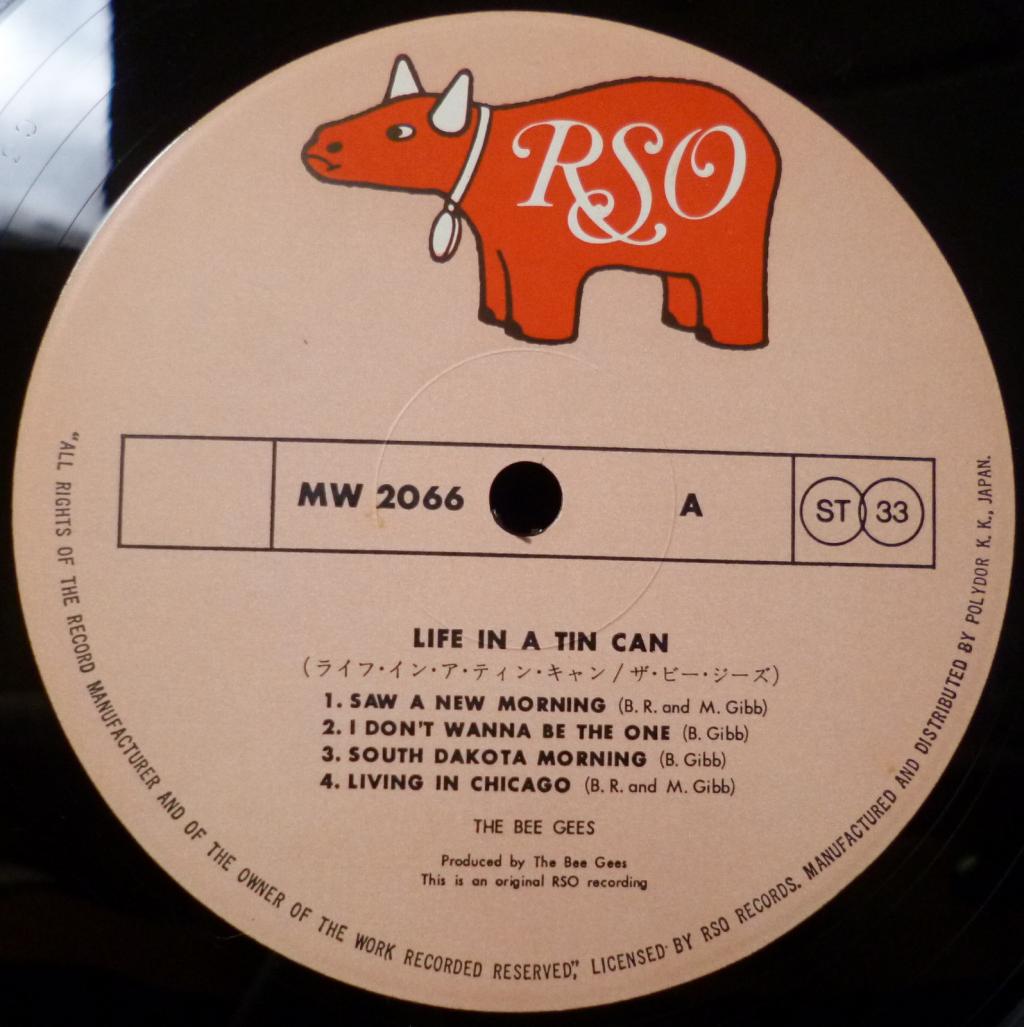 RSO
MW 2066
A
ST 33
LIFE IN A TIN CAN
(ライフ・イン・ア・ティン・キャン/ザ・ビー・ジーズ)
1. SAW A NEW MORNING (B. R. and M. Gibb)
2. I DON'T WANNA BE THE ONE (B. Gibb)
3. SOUTH DAKOTA MORNING (B. Gibb)
4. LIVING IN CHICAGO (B. R. and M. Gibb)
THE BEE GEES
Produced by The Bee Gees
This is an original RSO recording
"ALL RIGHTS OF THE RECORD MANUFACTURER AND OF THE OWNER OF THE WORK RECORDED RESERVED", LICENSED BY RSO RECORDS. MANUFACTURED AND DISTRIBUTED BY POLYDOR K. K., JAPAN.